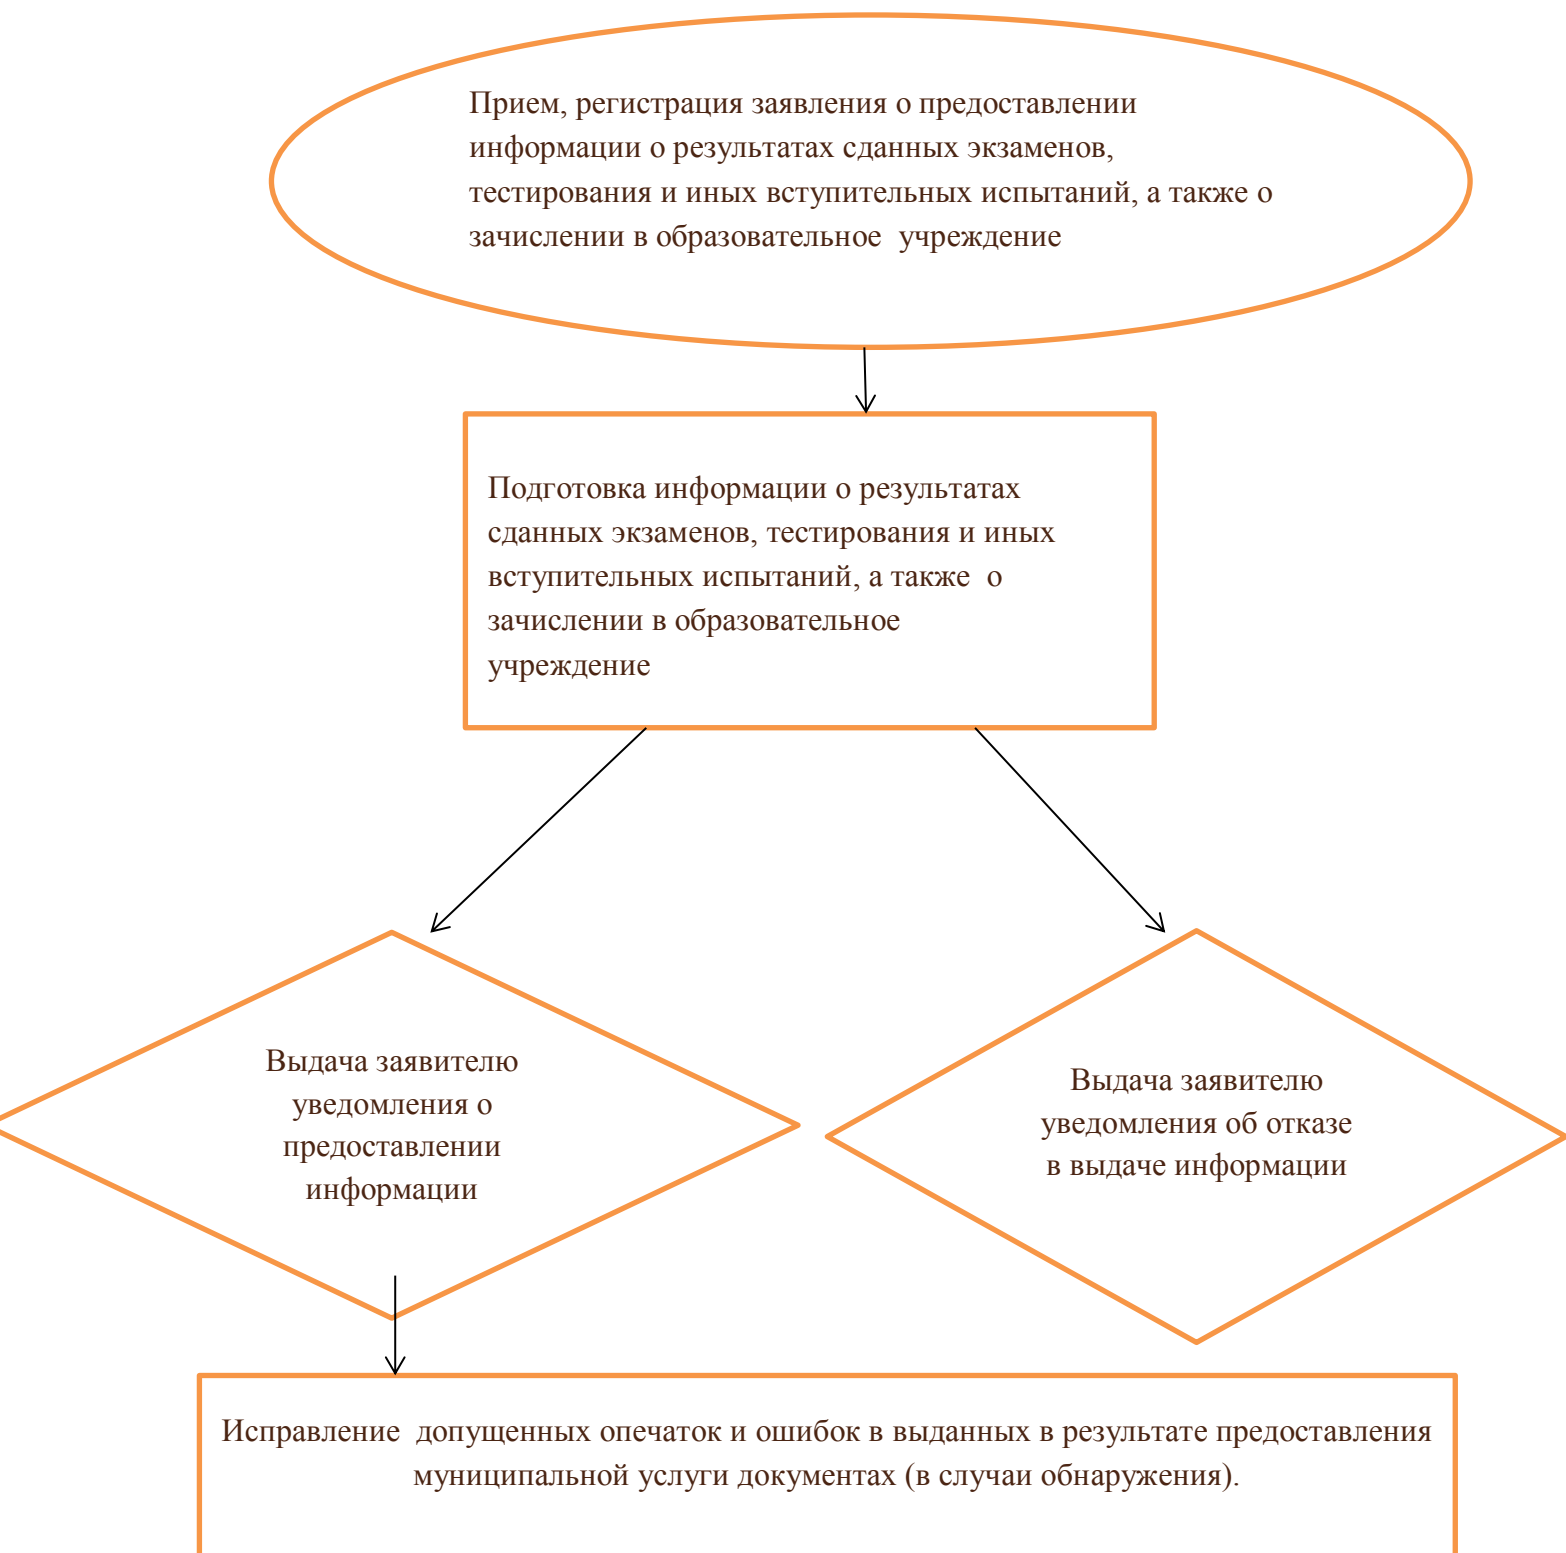 Прием, регистрация заявления о предоставлении
информации о результатах сданных экзаменов,
тестирования и иных вступительных испытаний, а также о
зачислении в образовательное  учреждение
Подготовка информации о результатах
сданных экзаменов, тестирования и иных
вступительных испытаний, а также  о
зачислении в образовательное
учреждение
Выдача заявителю
уведомления о
предоставлении
информации
Выдача заявителю
уведомления об отказе
в выдаче информации
Исправление  допущенных опечаток и ошибок в выданных в результате предоставления
муниципальной услуги документах (в случаи обнаружения).